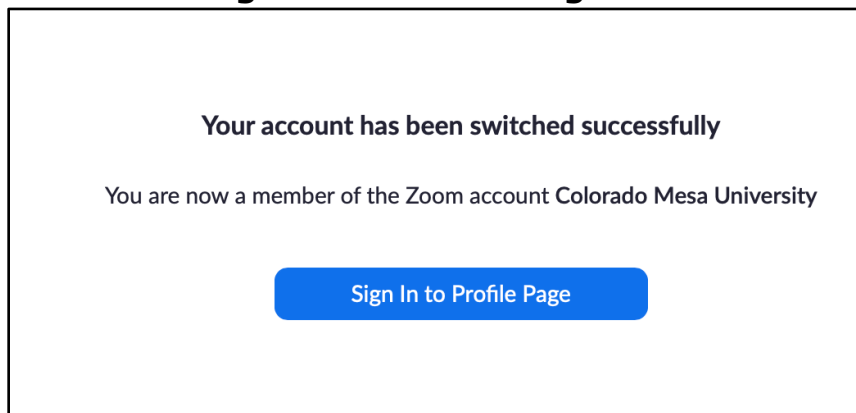 Your account has been switched successfully
You are now a member of the Zoom account Colorado Mesa University
Sign In to Profile Page